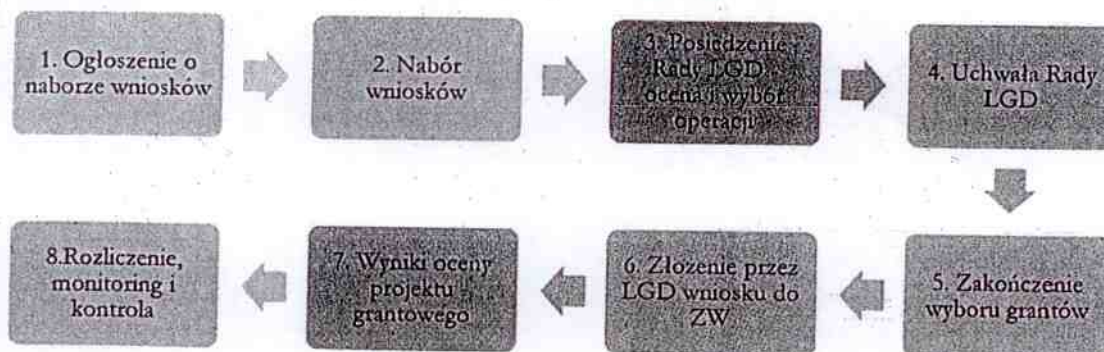 1. Ogłoszenie o
naborze wniosków
2. Nabór
wniosków
3. Posiedzenie
Rady LGD
ocena i wybór
operacji
4. Uchwała Rady
LGD
5. Zakończenie
wyboru grantów
6. Złożenie przez
LGD wniosku do
ZW
7. Wyniki oceny
projektu
grantowego
8.Rozliczenie,
monitoring i
kontrola